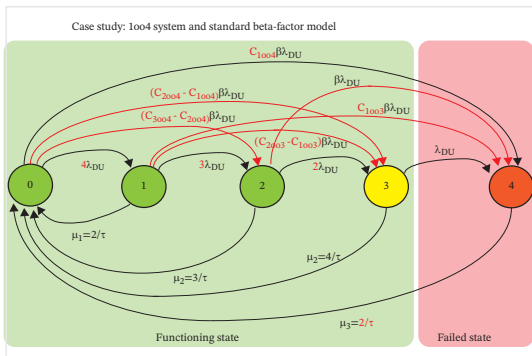 Case study: 1oo4 system and standard beta-factor model
C1oo4βλDU
(C2oo4 - C1oo4)βλDU
βλDU
C1oo3βλDU
(C3oo4 - C2oo4)βλDU
(C2oo3 - C1oo3)βλDU
4λDU
3λDU
2λDU
λDU
0
1
2
3
4
μ1=2/τ
μ2=3/τ
μ2=4/τ
μ3=2/τ
Functioning state
Failed state